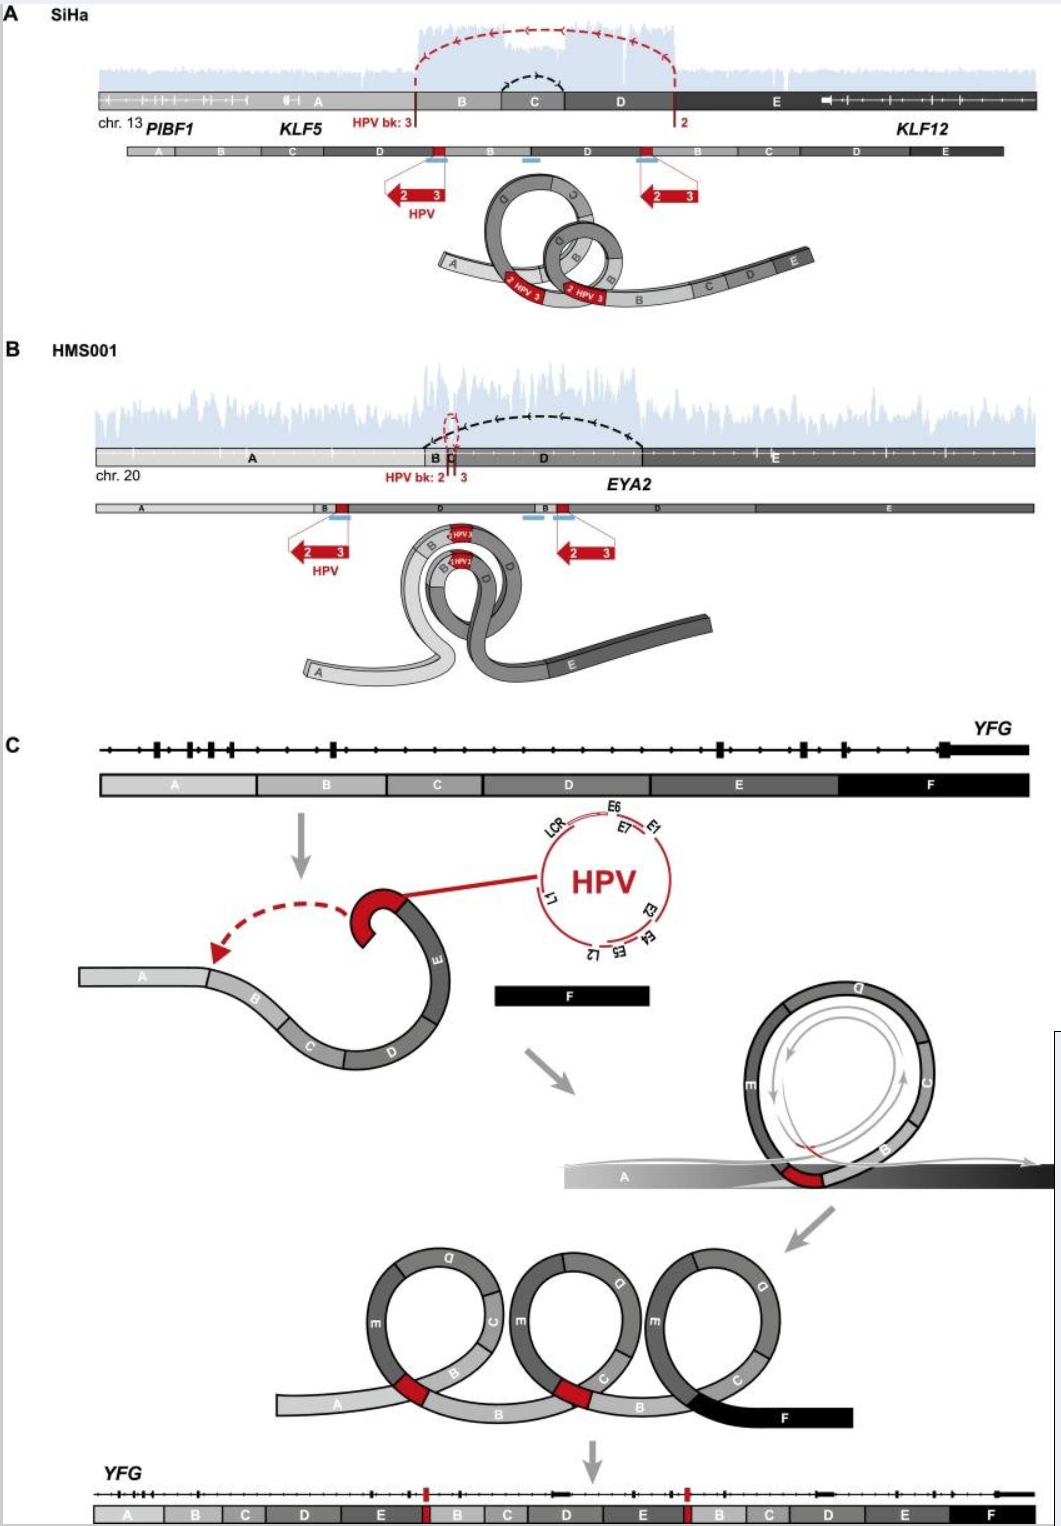 A
SiHa
A B C D E
chr. 13 PIBF1 KLF5 HPV bk: 3 2 KLF12
A B C D B D B C D E
2 3 2 3
HPV
A D C B D B 2 HPV 3 2 HPV 3 B C D E
B
HMS001
A B C D E
chr. 20 HPV bk: 2 3 EYA2
A B D B D E
2 3 2 3
HPV
B HPV 3 B HPV D D
A E
C
YFG
A B C D E F
LCR E6 E7 E1
HPV
L1 E2 E4 E5 L2
A B C D E
F
A B C D E
A B C D E B C D E B C D E F
YFG
A B C D E B C D E B C D E F